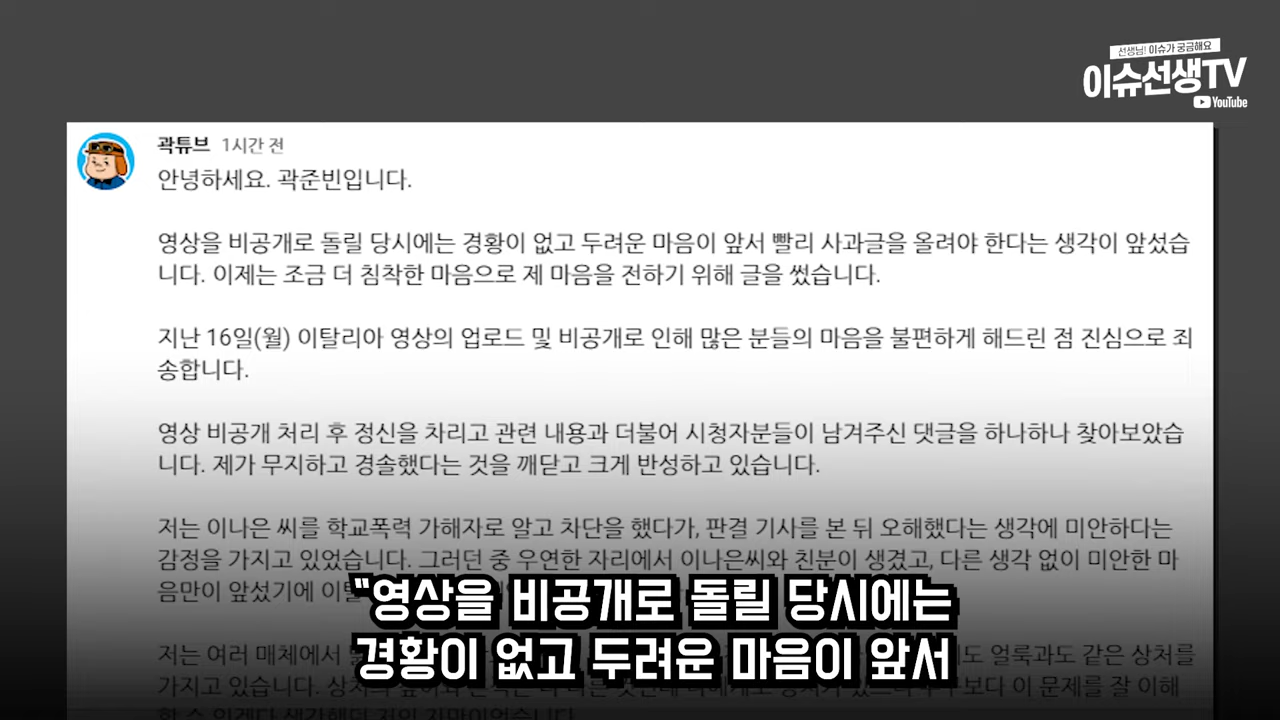 선생님! 이슈가 궁금해요
이슈선생TV
YouTube
곽튜브 1시간 전
안녕하세요. 곽준빈입니다.
영상을 비공개로 돌릴 당시에는 경황이 없고 두려운 마음이 앞서 빨리 사과글을 올려야 한다는 생각이 앞섰습
니다. 이제는 조금 더 침착한 마음으로 제 마음을 전하기 위해 글을 썼습니다.
지난 16일(월) 이탈리아 영상의 업로드 및 비공개로 인해 많은 분들의 마음을 불편하게 해드린 점 진심으로 죄
송합니다.
영상 비공개 처리 후 정신을 차리고 관련 내용과 더불어 시청자분들이 남겨주신 댓글을 하나하나 찾아보았습
니다. 제가 무지하고 경솔했다는 것을 깨닫고 크게 반성하고 있습니다.
저는 이나은 씨를 학교폭력 가해자로 알고 차단을 했다가, 판결 기사를 본 뒤 오해했다는 생각에 미안하다는
감정을 가지고 있었습니다. 그러던 중 우연한 자리에서 이나은씨와 친분이 생겼고, 다른 생각 없이 미안한 마
음만이 앞섰기에
"영상을 비공개로 돌릴 당시에는
경황이 없고 두려운 마음이 앞서
저는 여러 매체에서 얼룩과도 같은 상처를
가지고 있습니다. 보다 이 문제를 잘 이해